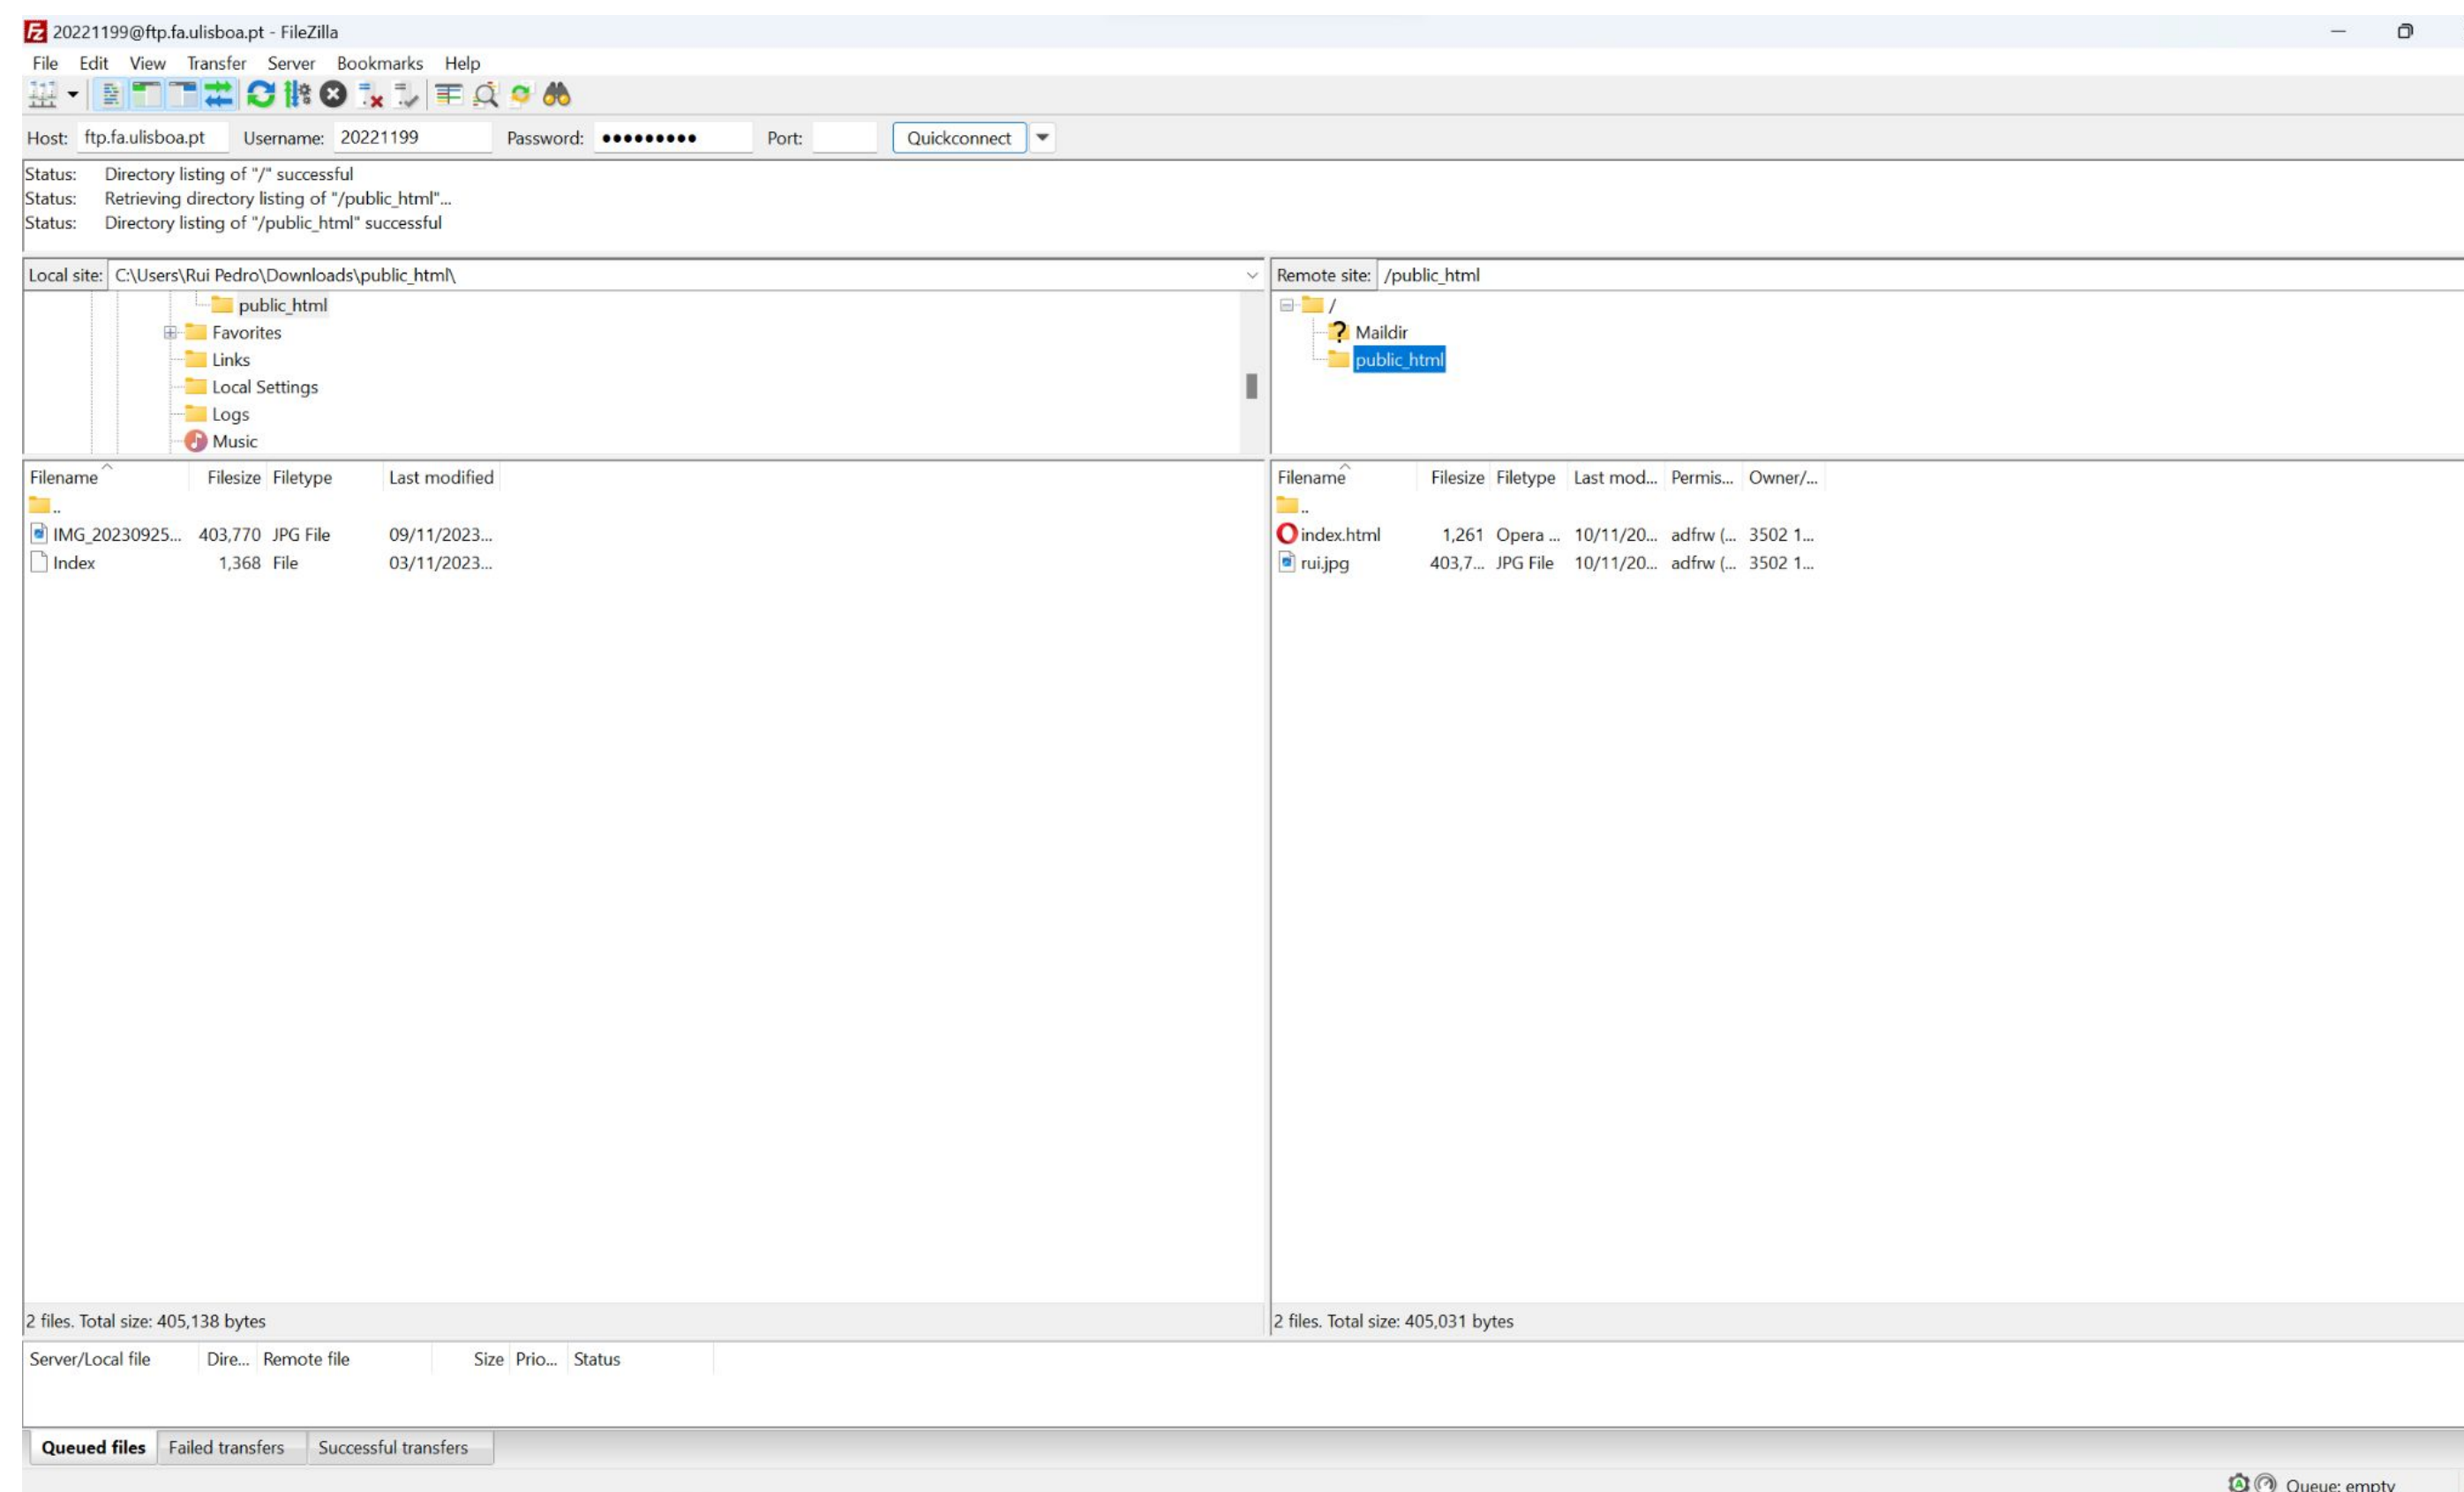 20221199@ftp.fa.ulisboa.pt - FileZilla
File Edit View Transfer Server Bookmarks Help
Host: ftp.fa.ulisboa.pt Username: 20221199 Password: ●●●●●●●●● Port: Quickconnect
Status: Directory listing of "/" successful
Status: Retrieving directory listing of "/public_html"...
Status: Directory listing of "/public_html" successful
Local site: C:\Users\Rui Pedro\Downloads\public_html\
public_html
Favorites
Links
Local Settings
Logs
Music
Filename Filesize Filetype Last modified
..
IMG_20230925... 403,770 JPG File 09/11/2023...
Index 1,368 File 03/11/2023...
2 files. Total size: 405,138 bytes
Remote site: /public_html
/
Maildir
public_html
Filename Filesize Filetype Last mod... Permis... Owner/...
..
index.html 1,261 Opera ... 10/11/20... adfrw (... 3502 1...
rui.jpg 403,7... JPG File 10/11/20... adfrw (... 3502 1...
2 files. Total size: 405,031 bytes
Server/Local file Dire... Remote file Size Prio... Status
Queued files Failed transfers Successful transfers
Queue: empty